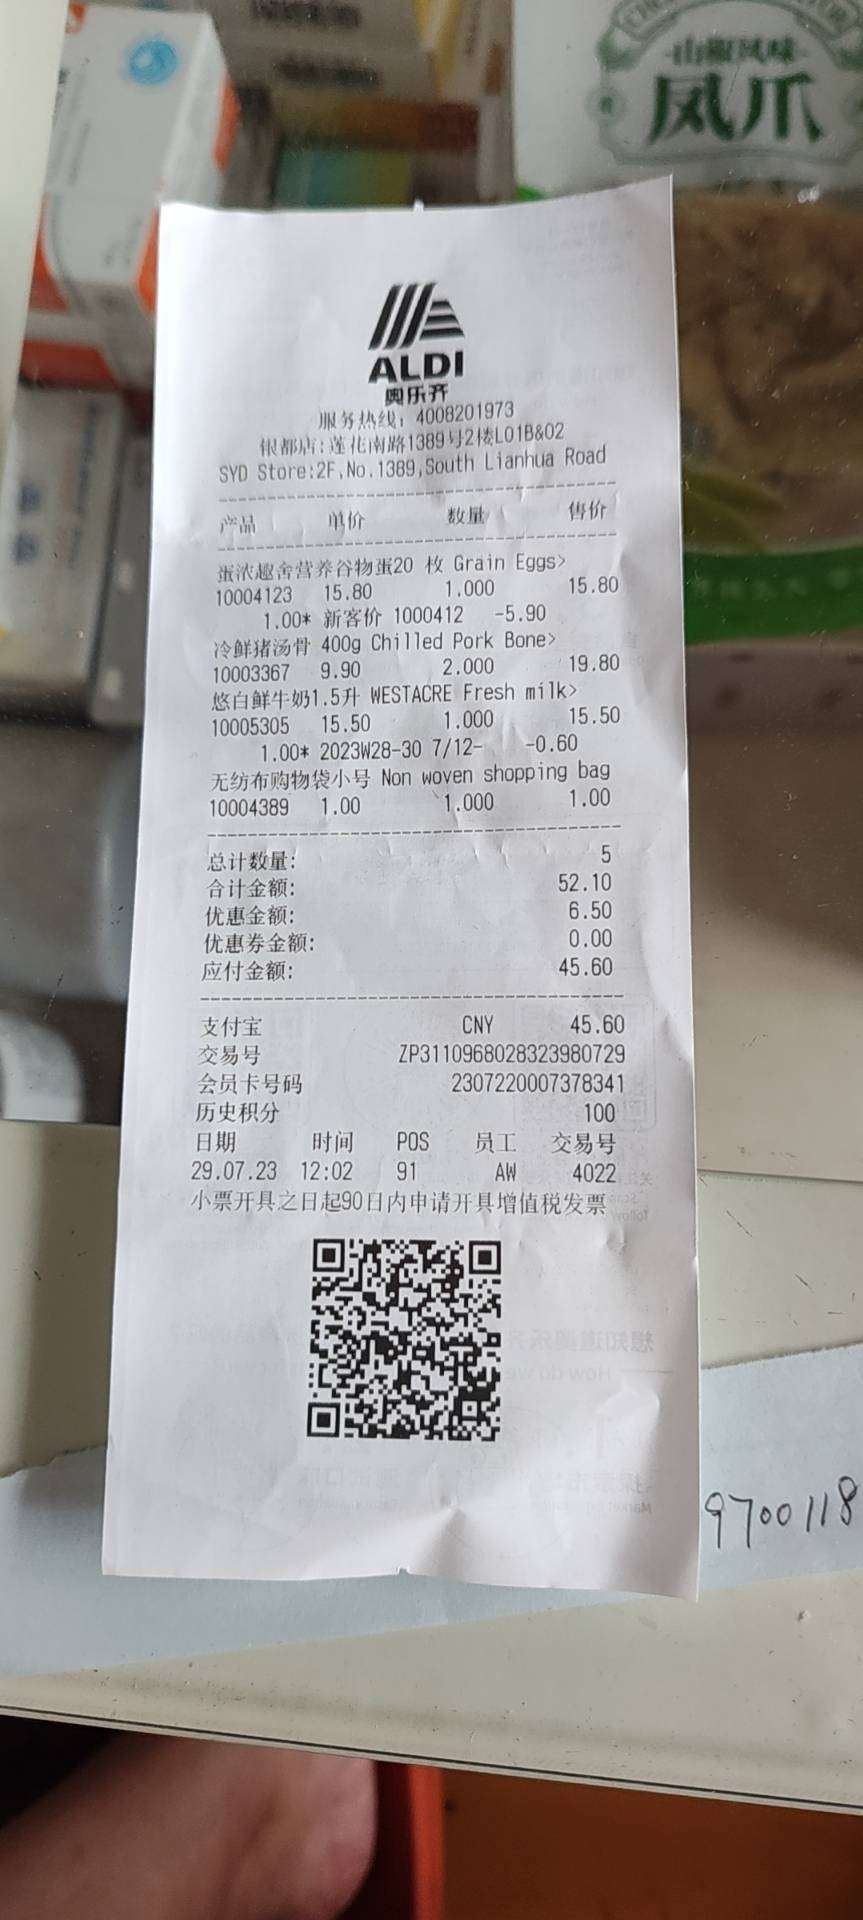 山椒风味
凤爪
ALDI
奥乐齐
服务热线: 4008201973
银都店:莲花南路1389号2楼L01B&02
SYD Store:2F,No.1389,South Lianhua Road
产品 单价 数量 售价
蛋浓趣舍营养谷物蛋20 枚 Grain Eggs>
10004123 15.80 1.000 15.80
1.00* 新客价 1000412 -5.90
冷鲜猪汤骨 400g Chilled Pork Bone>
10003367 9.90 2.000 19.80
悠白鲜牛奶1.5升 WESTACRE Fresh milk>
10005305 15.50 1.000 15.50
1.00* 2023W28-30 7/12- -0.60
无纺布购物袋小号 Non woven shopping bag
10004389 1.00 1.000 1.00
总计数量: 5
合计金额: 52.10
优惠金额: 6.50
优惠券金额: 0.00
应付金额: 45.60
支付宝 CNY 45.60
交易号 ZP3110968028323980729
会员卡号码 2307220007378341
历史积分 100
日期 时间 POS 员工 交易号
29.07.23 12:02 91 AW 4022
小票开具之日起90日内申请开具增值税发票
9700118